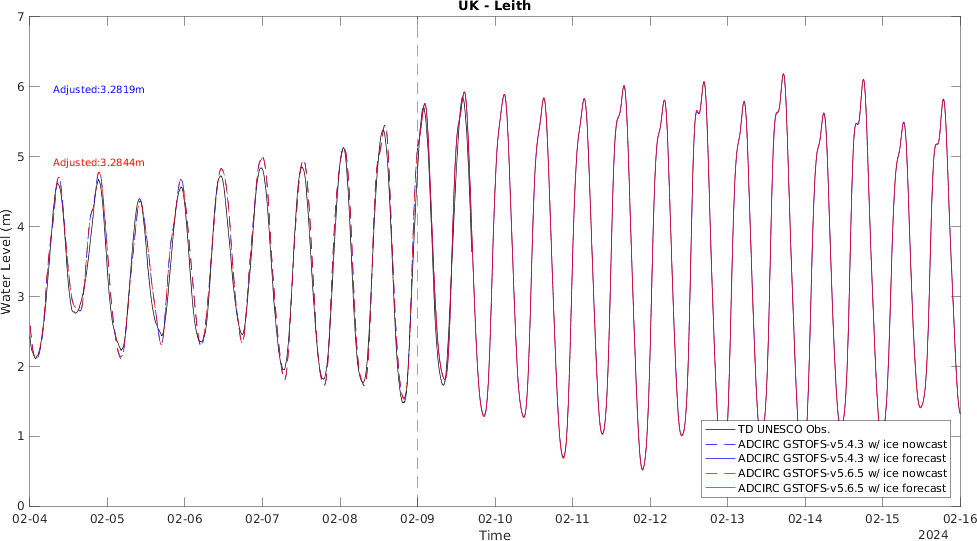 UK - Leith
7
6
5
4
3
2
1
0
Water Level (m)
Adjusted:3.2819m
Adjusted:3.2844m
TD UNESCO Obs.
ADCIRC GSTOFS-v5.4.3 w/ ice nowcast
ADCIRC GSTOFS-v5.4.3 w/ ice forecast
ADCIRC GSTOFS-v5.6.5 w/ ice nowcast
ADCIRC GSTOFS-v5.6.5 w/ ice forecast
02-04 02-05 02-06 02-07 02-08 02-09 02-10 02-11 02-12 02-13 02-14 02-15 02-16
Time
2024